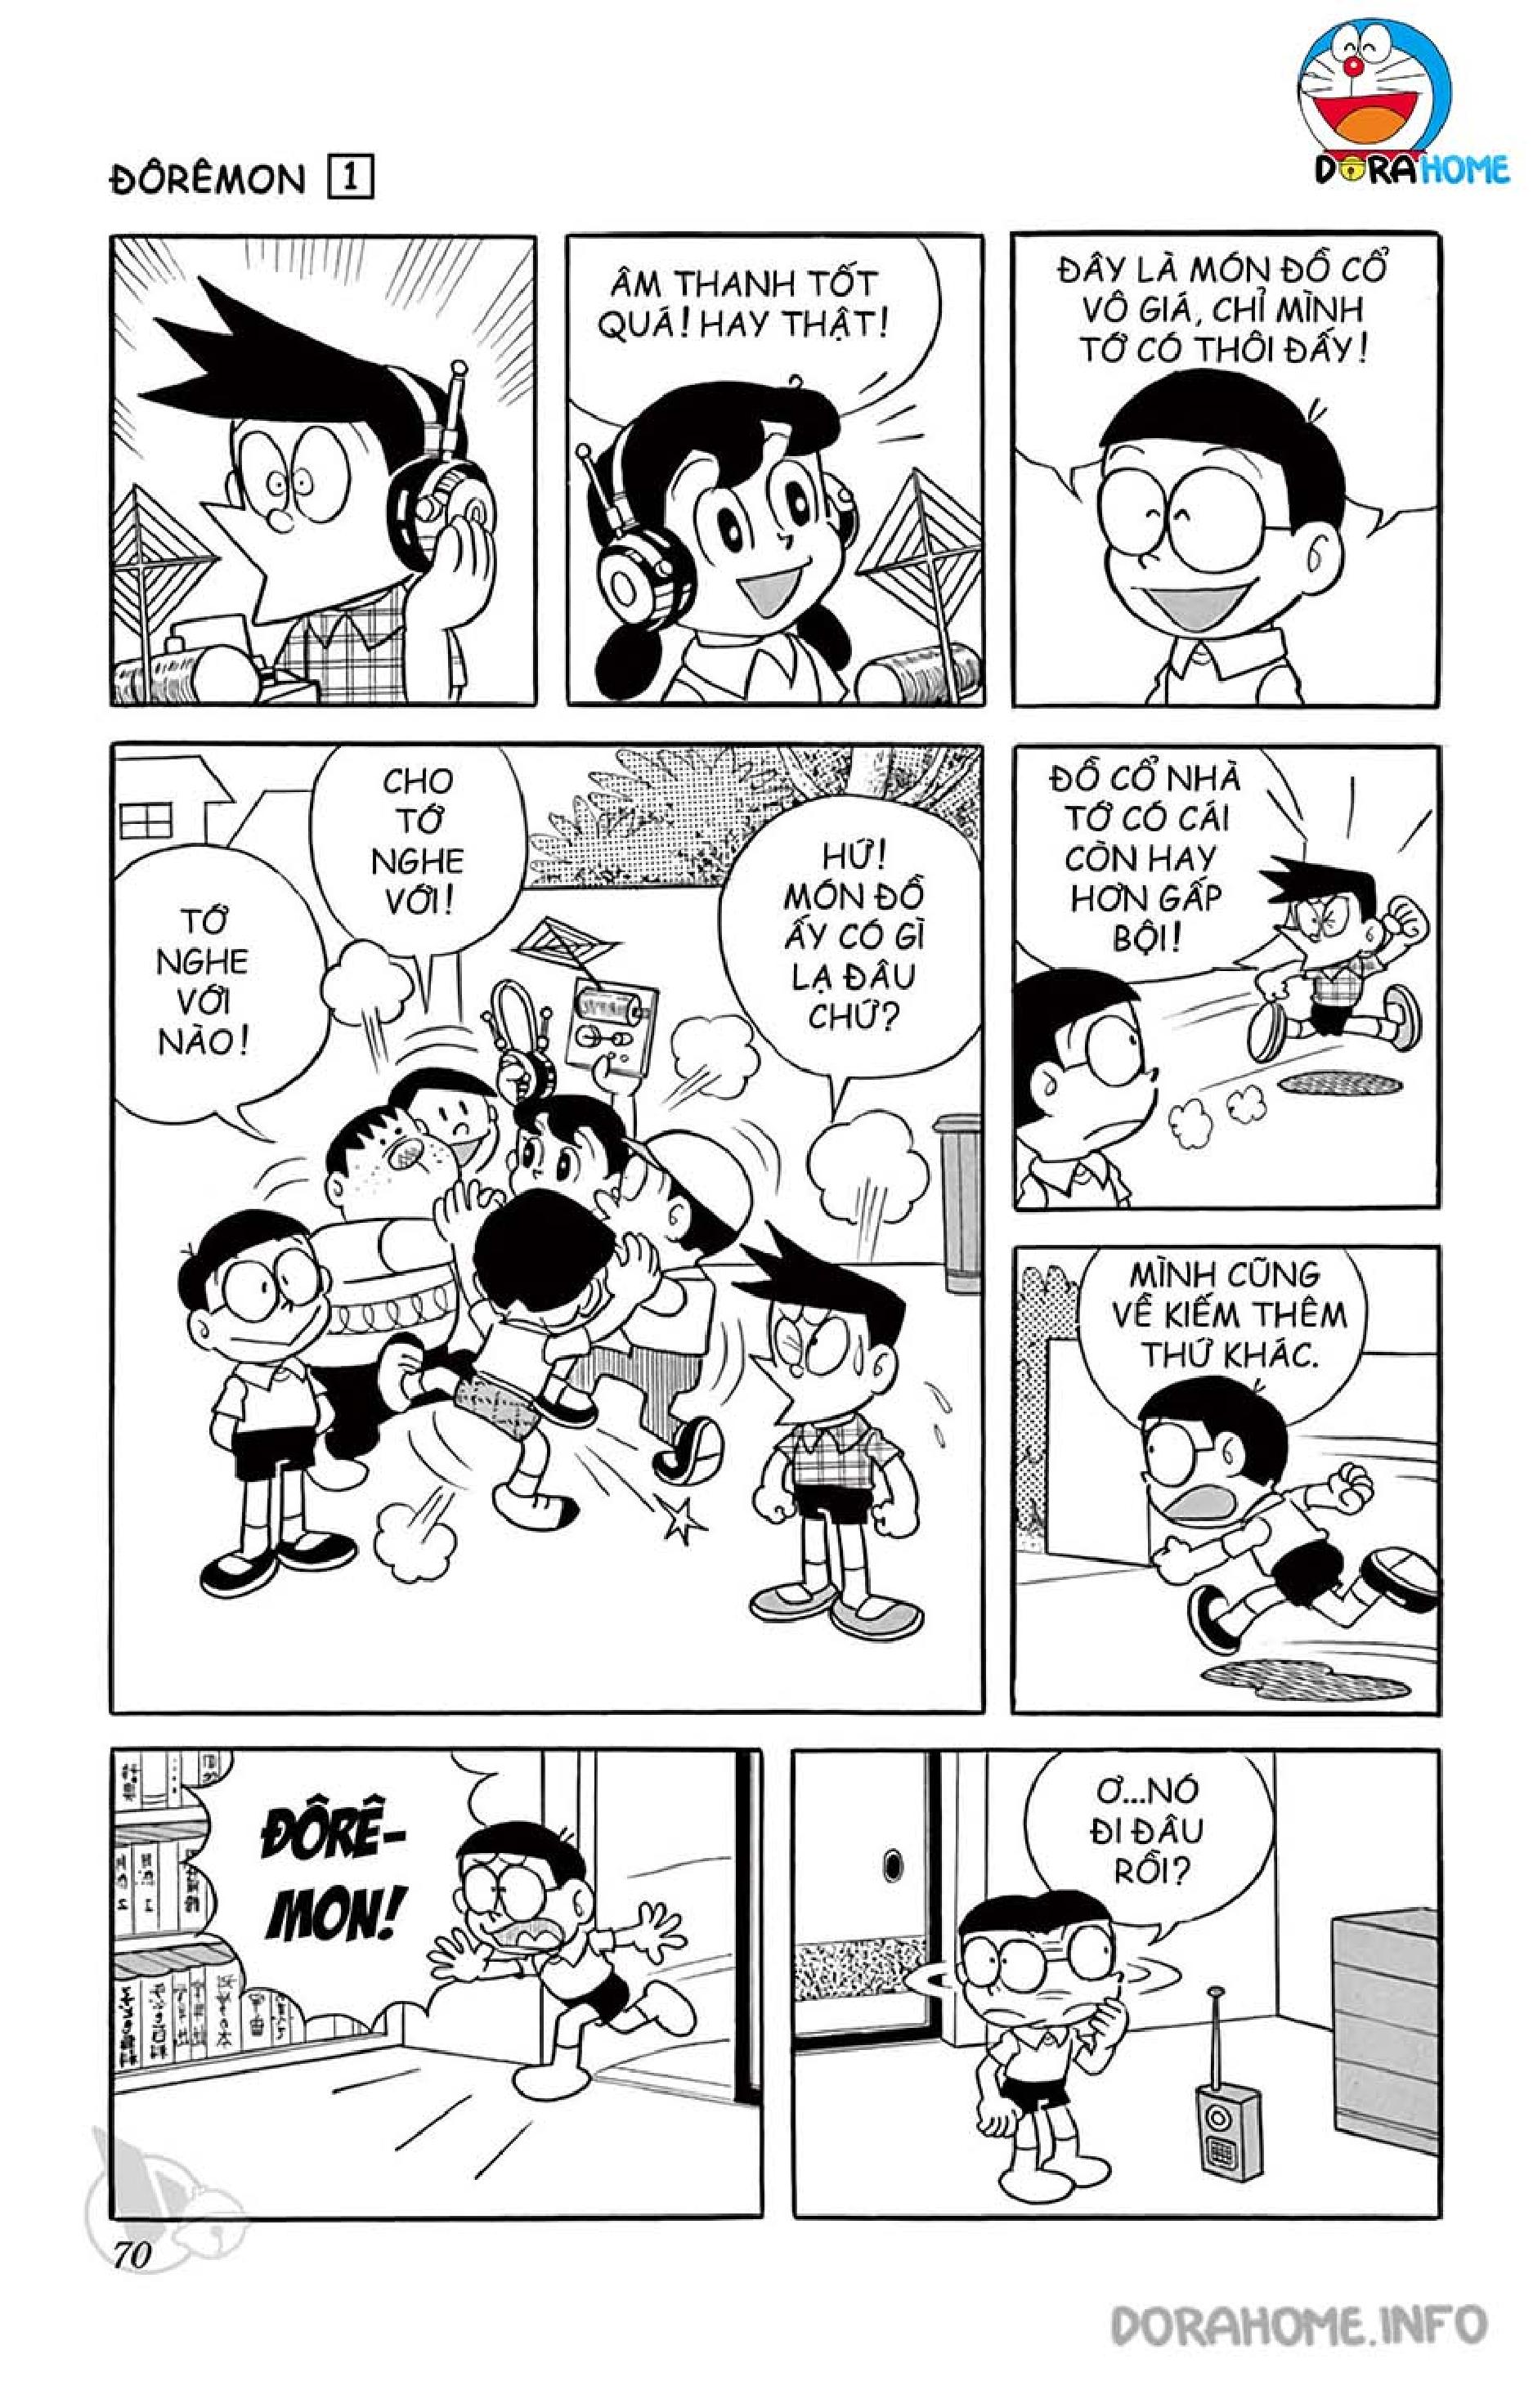 DORAHOME
ĐÔRÊMON 1
ÂM THANH TỐT
QUÁ! HAY THẬT!
ĐÂY LÀ MÓN ĐỒ CỔ
VÔ GIÁ, CHỈ MÌNH
TỚ CÓ THÔI ĐẤY!
TỚ
NGHE
VỚI
NÀO!
CHO
TỚ
NGHE
VỚI!
HỨ!
MÓN ĐỒ
ẤY CÓ GÌ
LẠ ĐÂU
CHỨ?
ĐỒ CỔ NHÀ
TỚ CÓ CÁI
CÒN HAY
HƠN GẤP
BỘI!
MÌNH CŨNG
VỀ KIẾM THÊM
THỨ KHÁC.
ĐÔRÊ-
MON!
Ơ...NÓ
ĐI ĐÂU
RỒI?
70
DORAHOME.INFO